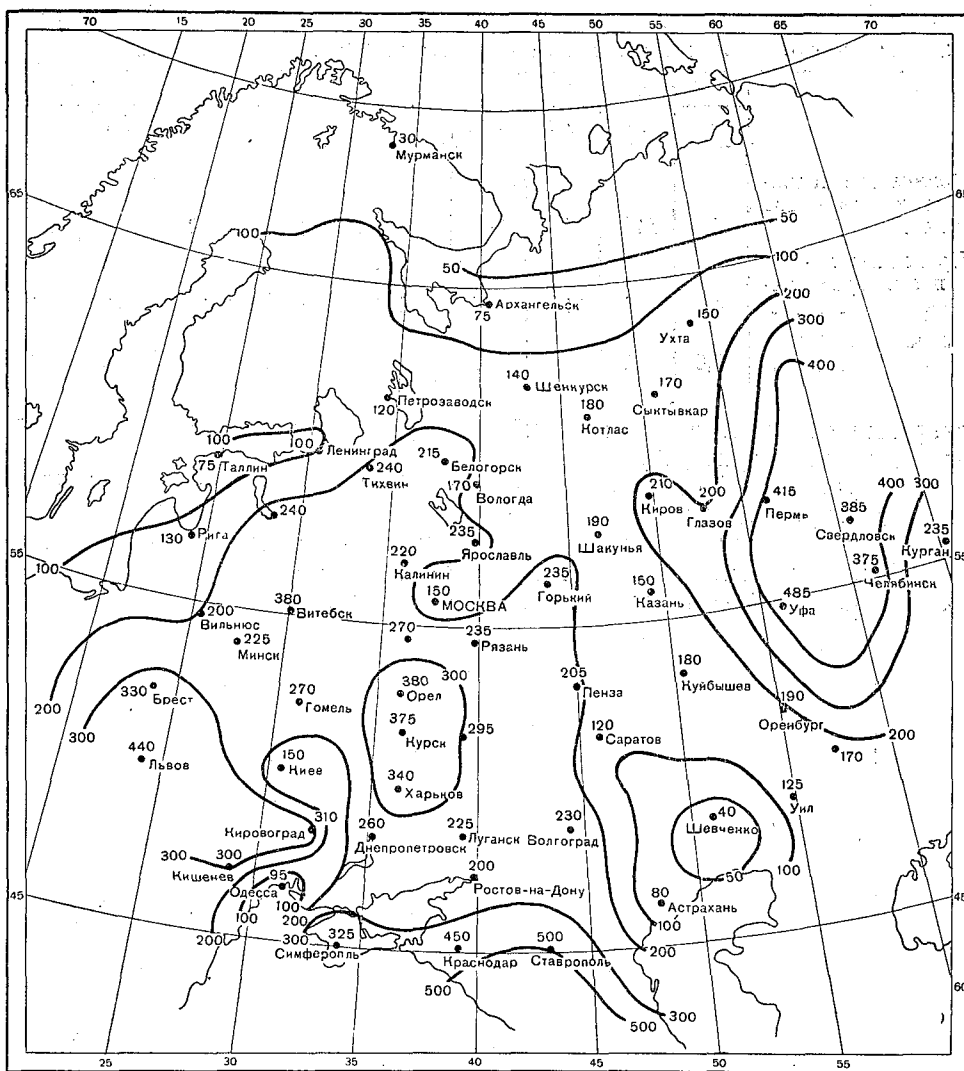 70 15 20 25 30 35 40 45 50 55 60 65 70
65
65
30
Мурманск
100
50
50
100
75
Архангельск
200
150
Ухта
300
400
140
Шенкурск
170
Сыктывкар
180
Котлас
120
Петрозаводск
100
100
Ленинград
75
Таллин
240
Тихвин
215
Белогорск
170
Вологда
210
Киров
200
Глазов
415
Пермь
385
Свердловск
400
300
235
Курган
375
Челябинск
240
130
Рига
235
Ярославль
190
Шакунья
55
55
100
220
Калинин
150
МОСКВА
235
Горький
150
Казань
485
Уфа
200
Вильнюс
380
Витебск
225
Минск
270
235
Рязань
180
Куйбышев
330
Брест
270
Гомель
380
Орел
300
205
Пенза
190
Оренбург
200
200
300
375
Курск
295
120
Саратов
170
440
Львов
150
Киев
340
Харьков
125
Уил
310
Кировоград
260
Днепропетровск
225
Луганск
230
Волгоград
40
Шевченко
50
100
300
300
Кишенев
95
Одесса
100
100
200
Ростов-на-Дону
80
Астрахань
100
45
45
200
200
300
325
Симферопль
450
Краснодар
500
Ставрополь
200
500
500
300
60
25 30 35 40 45 50 55